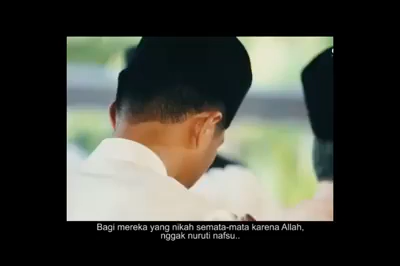 Bagi mereka yang nikah semata-mata karena Allah,
nggak nuruti nafsu..